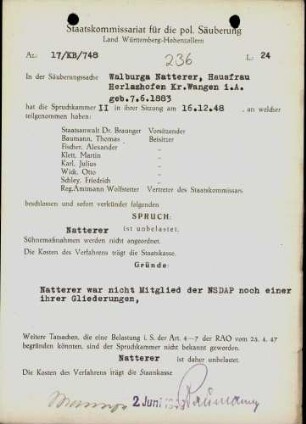 Staatskommissariat für die pol. Säuberung
Land Württemberg-Hohenzollern
Az.: 17/KB/748
236
L: 24
In der Säuberungssache Walburga Natterer, Hausfrau
Herlazhofen Kr.Wangen i.A.
geb.7.6.1883
hat die Spruchkammer II in ihrer Sitzung am 16.12.48, an welcher
teilgenommen haben:
Staatsanwalt Dr. Braunger Vorsitzender
Baumann, Thomas Beisitzer
Fischer, Alexander "
Klett, Martin "
Karl, Julius "
Wick, Otto "
Schley, Friedrich "
Reg.Amtmann Wolfstetter Vertreter des Staatskommissars
beschlossen und sofort verkündet folgenden
SPRUCH:
Natterer ist unbelastet.
Sühnemaßnahmen werden nicht angeordnet.
Die Kosten des Verfahrens trägt die Staatskasse.
Gründe:
Natterer war nicht Mitglied der NSDAP noch einer
ihrer Gliederungen,
Weitere Tatsachen, die eine Belastung i. S. der Art. 4-7 der RAO vom 25. 4. 47
begründen könnten, sind der Spruchkammer nicht bekannt geworden.
Natterer ist daher unbelastet.
Die Kosten des Verfahrens trägt die Staatskasse
2 Juni
Baumann